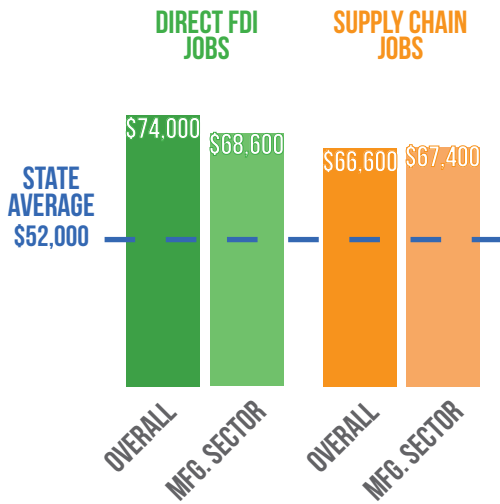 DIRECT FDI
JOBS
SUPPLY CHAIN
JOBS
$74,000
$68,600
$66,600
$67,400
STATE
AVERAGE
$52,000
OVERALL
MFG. SECTOR
OVERALL
MFG. SECTOR